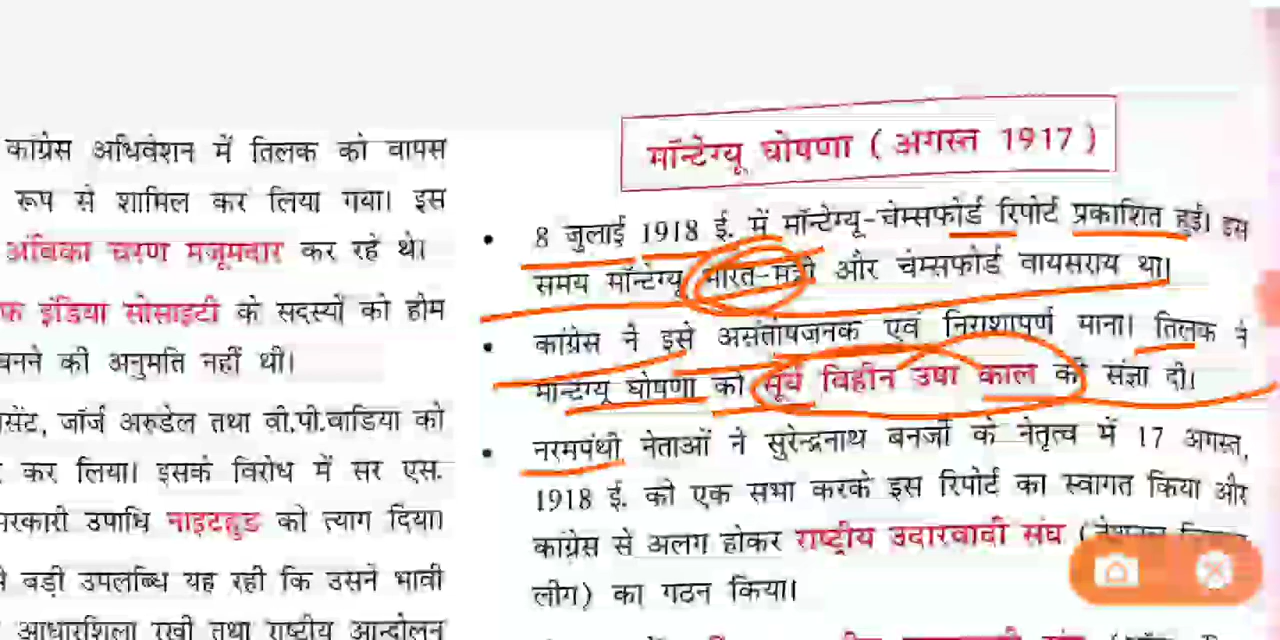 कांग्रेस अधिवेशन में तिलक को वापस
रूप से शामिल कर लिया गया। इस
अंबिका चरण मजूमदार कर रहे थे।
इंडिया सोसाइटी के सदस्यों को होम
बनने की अनुमति नहीं थी।
जॉर्ज अरुंडेल तथा वी.पी.वाडिया को
कर लिया। इसके विरोध में सर एस.
सरकारी उपाधि नाइटहुड को त्याग दिया।
बड़ी उपलब्धि यह रही कि उसने भावी
आधारशिला रखी तथा राष्ट्रीय आन्दोलन
मॉन्टेग्यू घोषणा ( अगस्त 1917 )
• 8 जुलाई 1918 ई. में मॉन्टेग्यू-चेम्सफोर्ड रिपोर्ट प्रकाशित हुई। इस
समय मॉन्टेग्यू भारत-मंत्री और चेम्सफोर्ड वायसराय था।
• कांग्रेस ने इसे असंतोषजनक एवं निराशापूर्ण माना। तिलक ने
मॉन्टेग्यू घोषणा को सूर्य विहीन उषा काल की संज्ञा दी।
• नरमपंथी नेताओं ने सुरेन्द्रनाथ बनर्जी के नेतृत्व में 17 अगस्त,
1918 ई. को एक सभा करके इस रिपोर्ट का स्वागत किया और
कांग्रेस से अलग होकर राष्ट्रीय उदारवादी संघ (
लीग) का गठन किया।